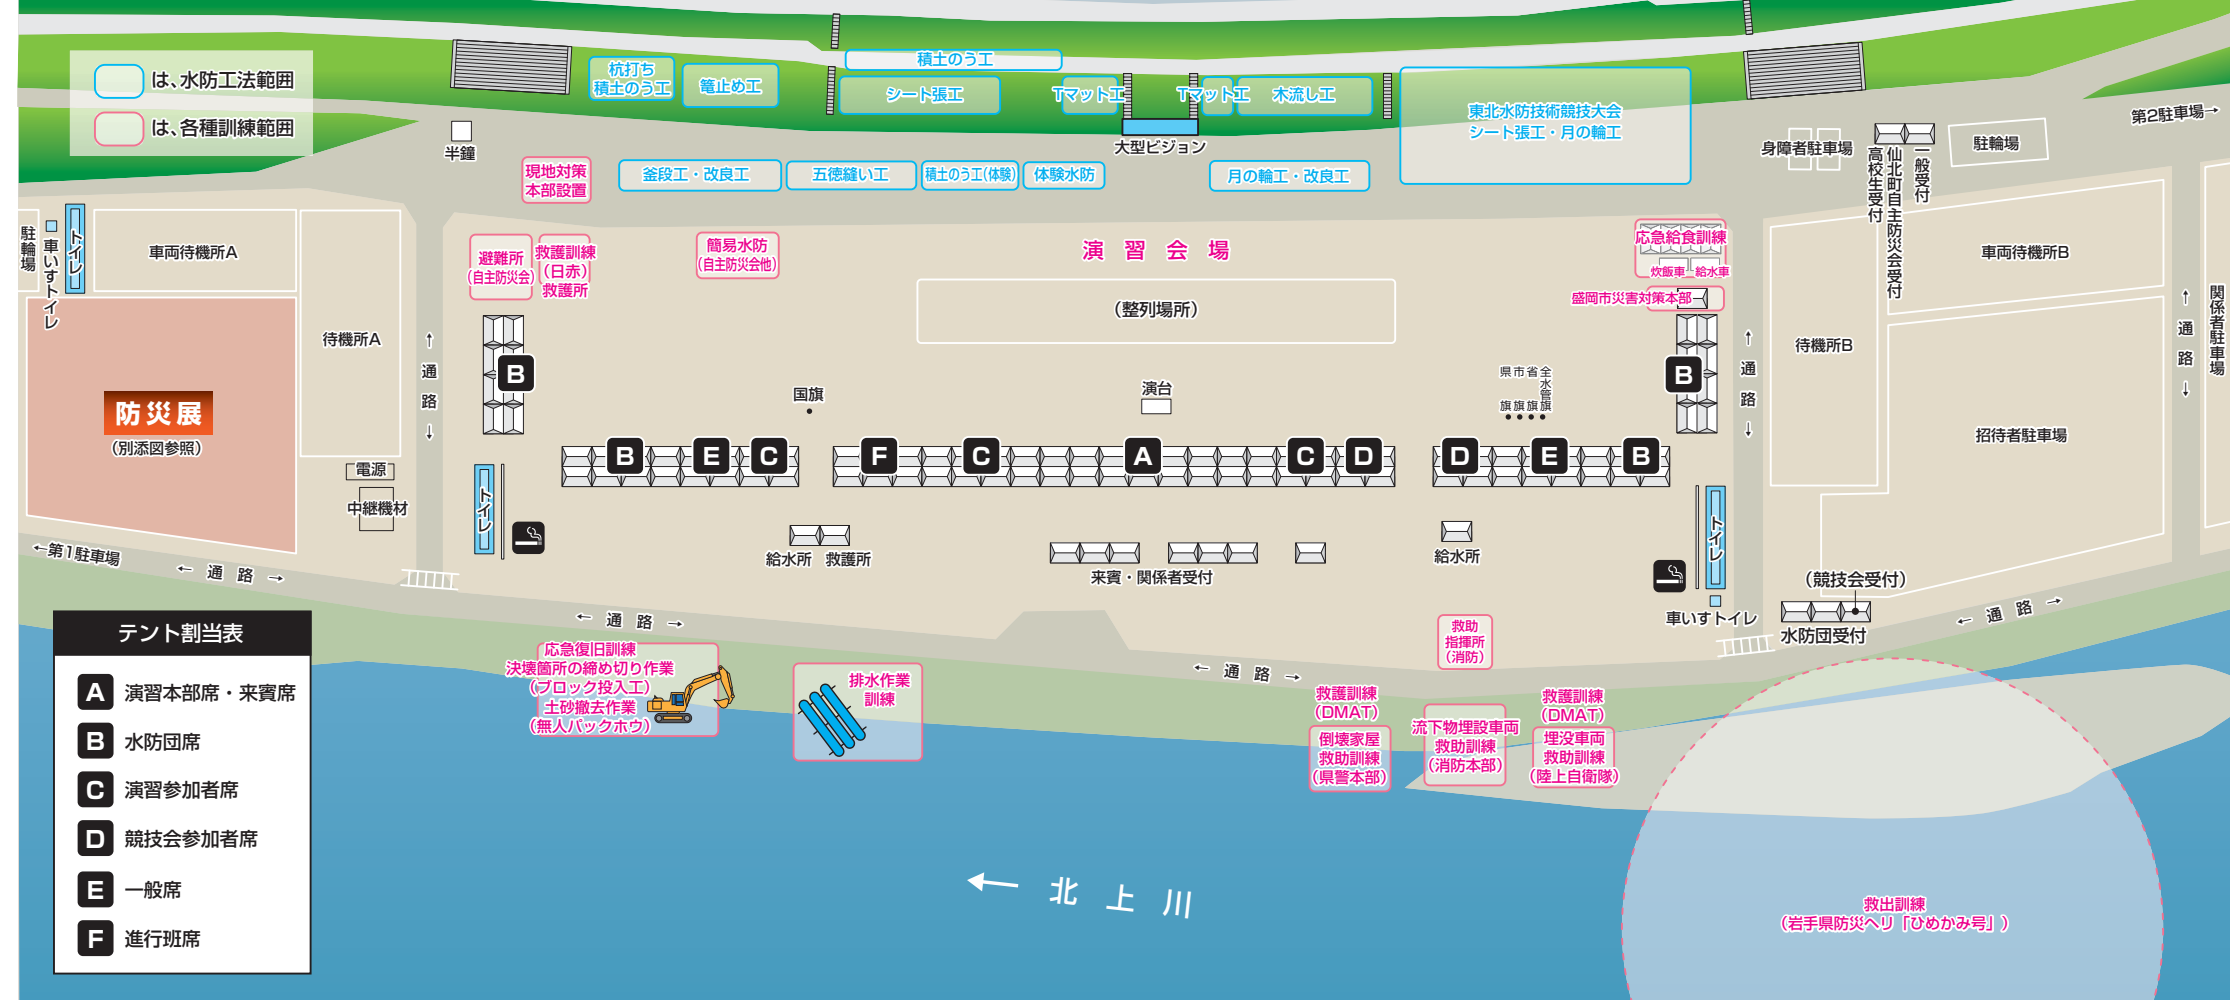 は、水防工法範囲
は、各種訓練範囲
杭打ち
積土のう工
篭止め工
積土のう工
シート張工
Tマット工
Tマット工
木流し工
大型ビジョン
東北水防技術競技大会
シート張工・月の輪工
半鐘
現地対策
本部設置
釜段工・改良工
五徳縫い工
積土のう工(体験)
体験水防
月の輪工・改良工
第2駐車場→
身障者駐車場
高校生受付
仙北町自主防災会受付
一般受付
駐輪場
駐輪場
車いすトイレ
トイレ
車両待機所A
待機所A
防災展
(別添図参照)
電源
中継機材
←第1駐車場
← 通 路 →
← 通 路 →
避難所
(自主防災会)
救護訓練
(日赤)
救護所
簡易水防
(自主防災会他)
演習会場
(整列場所)
応急給食訓練
炊飯車
給水車
盛岡市災害対策本部
B
B
国旗
演台
県市省全水管
旗旗旗旗
B
E
C
F
C
A
C
D
D
E
B
← 通 路 →
待機所B
車両待機所B
招待者駐車場
← 通 路 →
関係者駐車場
トイレ
給水所
救護所
来賓・関係者受付
給水所
トイレ
車いすトイレ
(競技会受付)
水防団受付
← 通 路 →
← 通 路 →
← 通 路 →
応急復旧訓練
決壊箇所の締め切り作業
(ブロック投入工)
土砂撤去作業
(無人バックホウ)
排水作業
訓練
救助
指揮所
(消防)
救護訓練
(DMAT)
倒壊家屋
救助訓練
(県警本部)
流下物埋設車両
救助訓練
(消防本部)
救護訓練
(DMAT)
埋没車両
救助訓練
(陸上自衛隊)
救出訓練
(岩手県防災ヘリ「ひめかみ号」)
← 北上川
テント割当表
A 演習本部席・来賓席
B 水防団席
C 演習参加者席
D 競技会参加者席
E 一般席
F 進行班席